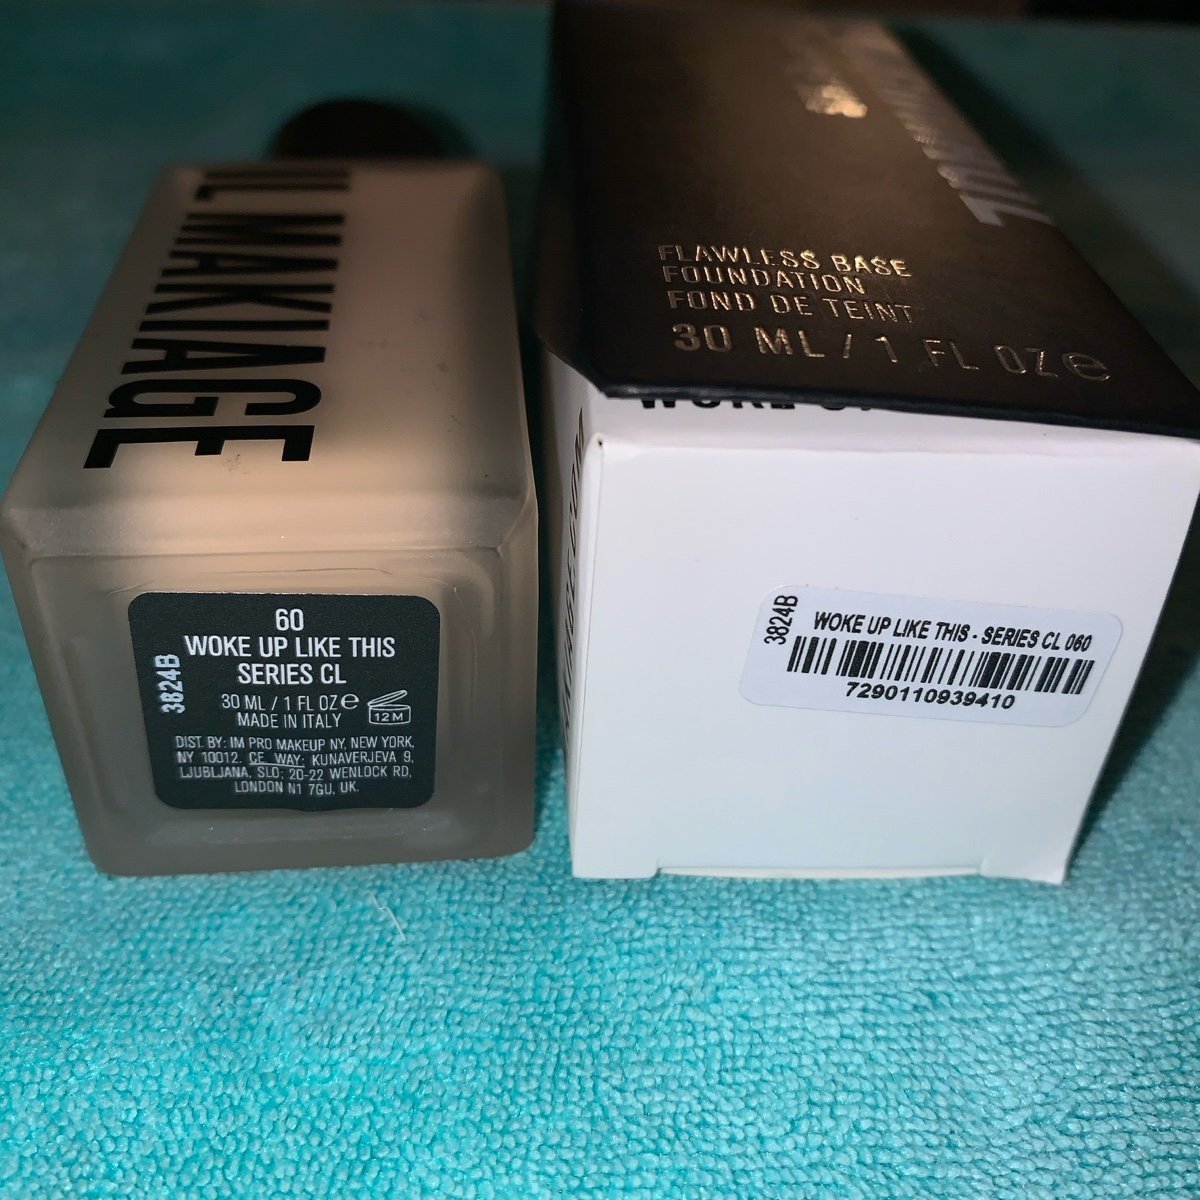 IL MAKIAGE
60
WOKE UP LIKE THIS
SERIES CL
3824B
30 ML / 1 FL OZ e
MADE IN ITALY
12 M
DIST. BY: IM PRO MAKEUP NY, NEW YORK,
NY 10012. CE WAY: KUNAVERJEVA 9,
LJUBLJANA, SLO; 20-22 WENLOCK RD,
LONDON N1 7GU, UK.
FLAWLESS BASE
FOUNDATION
FOND DE TEINT
30 ML / 1 FL OZ e
3824B
WOKE UP LIKE THIS - SERIES CL 060
7290110939410